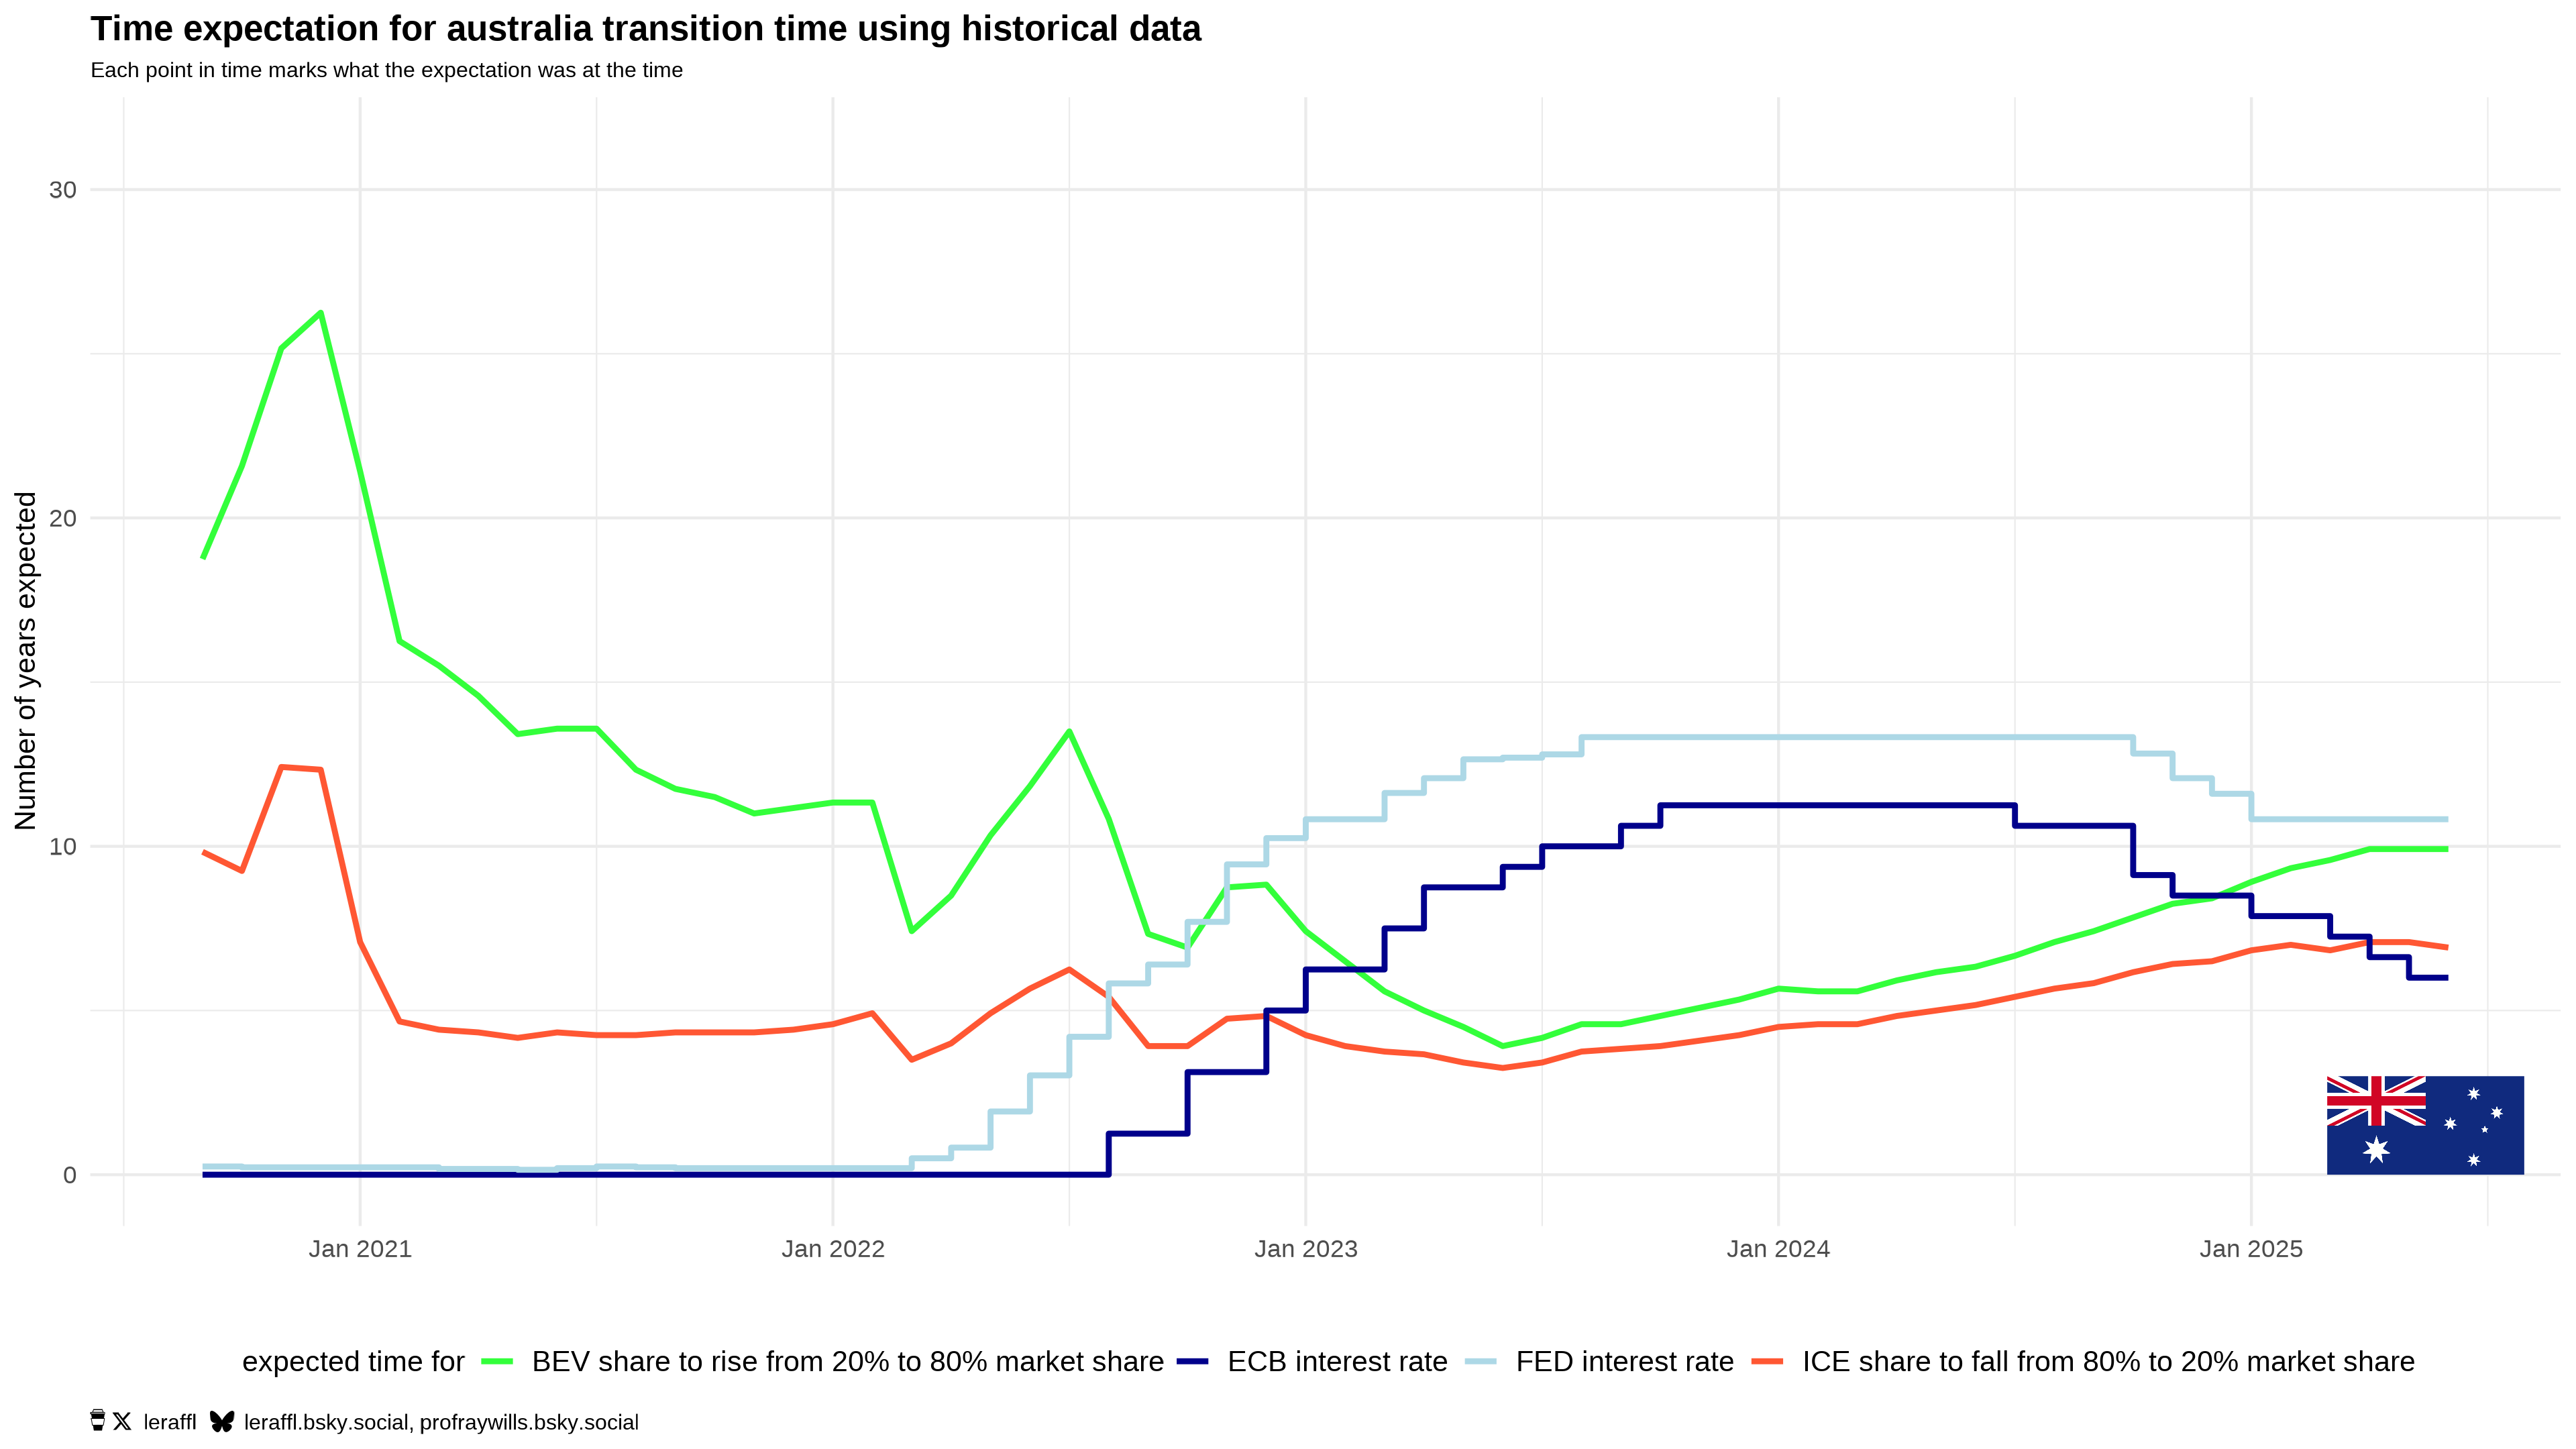 Time expectation for australia transition time using historical data
Each point in time marks what the expectation was at the time
Number of years expected
30
20
10
0
Jan 2021
Jan 2022
Jan 2023
Jan 2024
Jan 2025
expected time for BEV share to rise from 20% to 80% market share ECB interest rate FED interest rate ICE share to fall from 80% to 20% market share
leraffl leraffl.bsky.social, profraywills.bsky.social